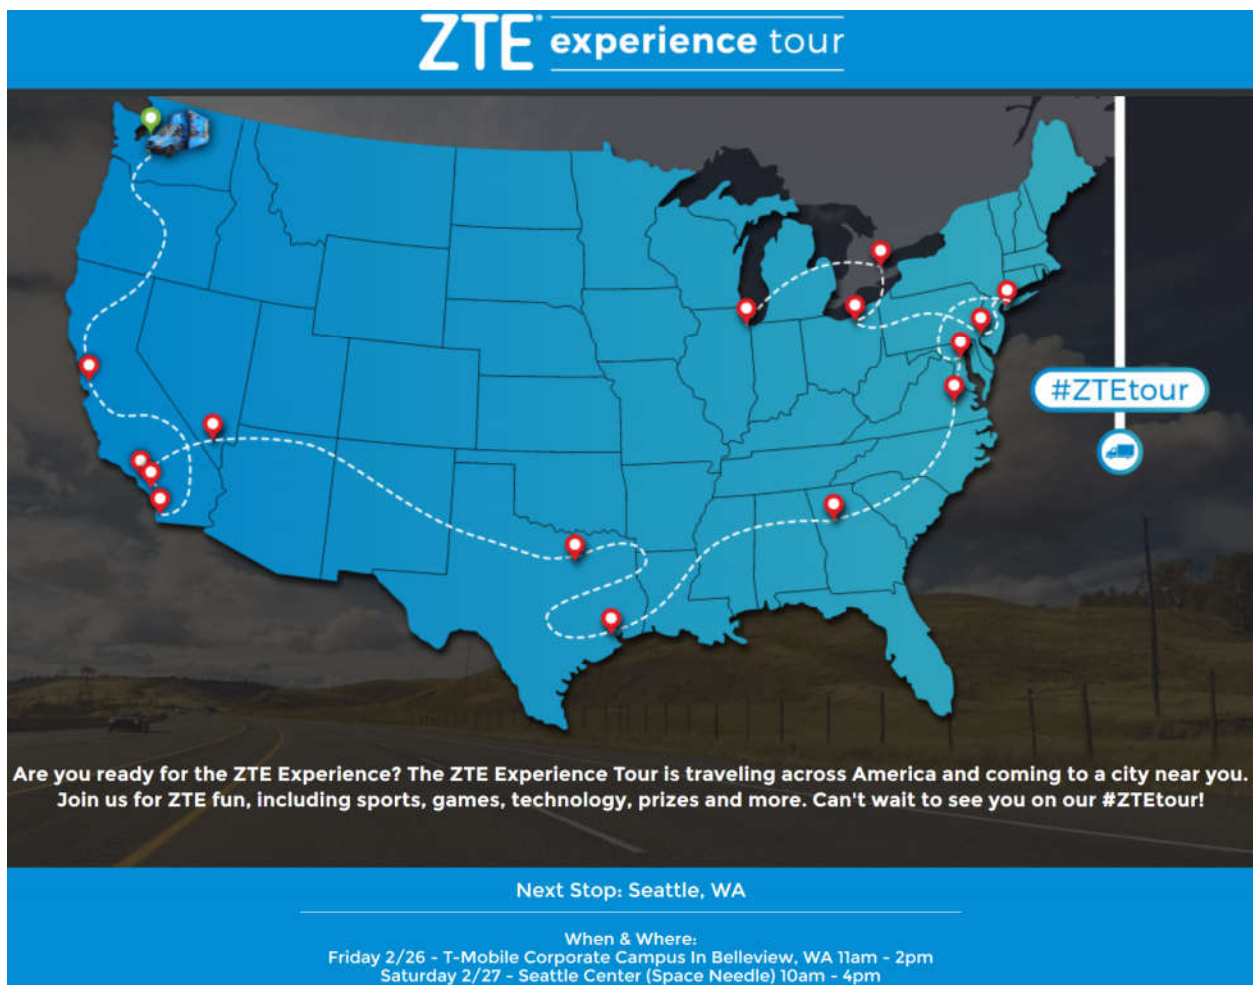 ZTE® experience tour
#ZTEtour
Are you ready for the ZTE Experience? The ZTE Experience Tour is traveling across America and coming to a city near you.
Join us for ZTE fun, including sports, games, technology, prizes and more. Can't wait to see you on our #ZTEtour!
Next Stop: Seattle, WA
When & Where:
Friday 2/26 - T-Mobile Corporate Campus In Belleview, WA 11am - 2pm
Saturday 2/27 - Seattle Center (Space Needle) 10am - 4pm